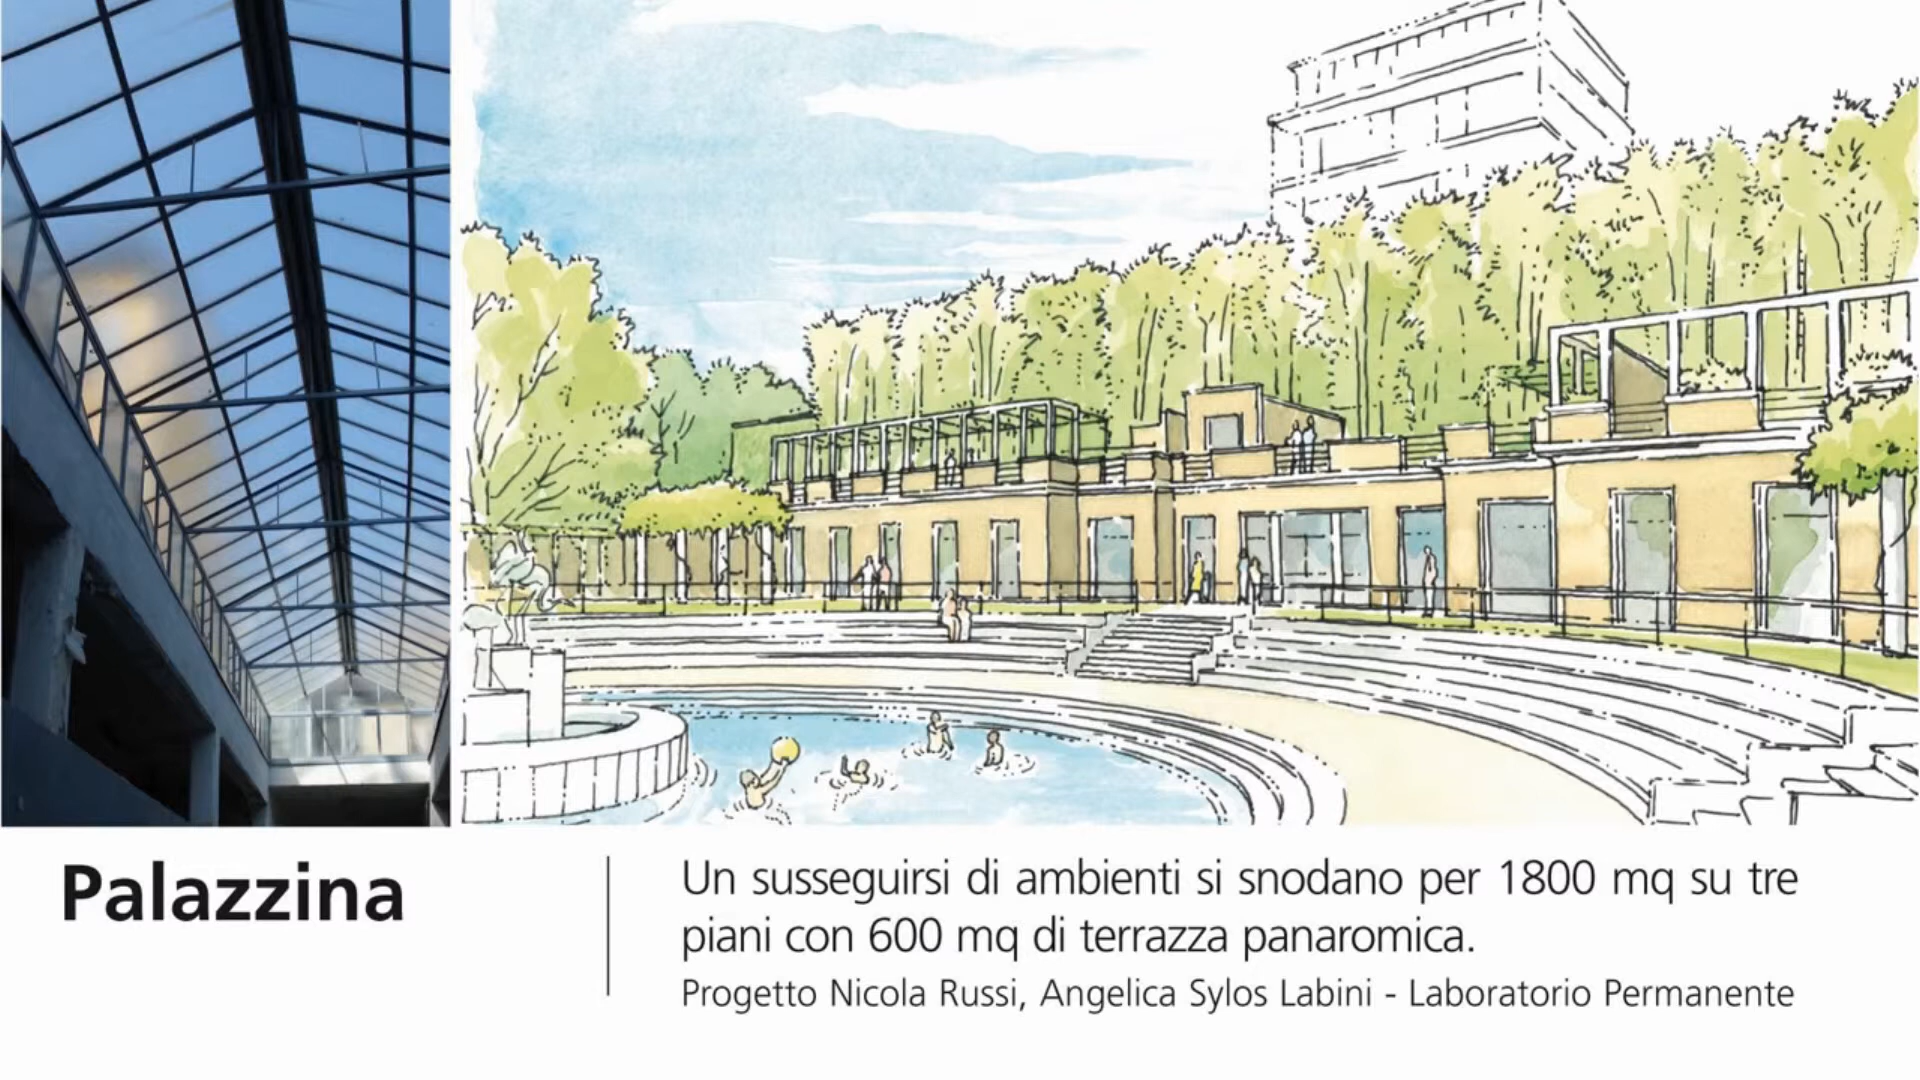 Palazzina
Un susseguirsi di ambienti si snodano per 1800 mq su tre
piani con 600 mq di terrazza panaromica.
Progetto Nicola Russi, Angelica Sylos Labini - Laboratorio Permanente